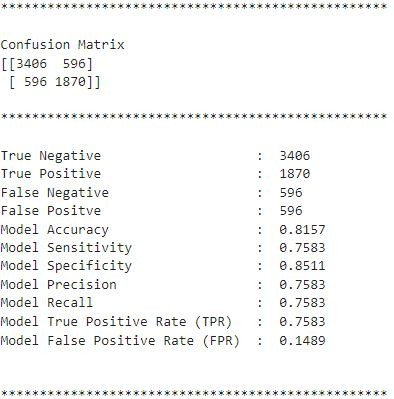 **************************************************
Confusion Matrix
[[3406  596]
 [ 596 1870]]
**************************************************
True Negative                    :  3406
True Positive                    :  1870
False Negative                   :  596
False Positve                    :  596
Model Accuracy                   :  0.8157
Model Sensitivity                :  0.7583
Model Specificity                :  0.8511
Model Precision                  :  0.7583
Model Recall                     :  0.7583
Model True Positive Rate (TPR)   :  0.7583
Model False Positive Rate (FPR)  :  0.1489
**************************************************